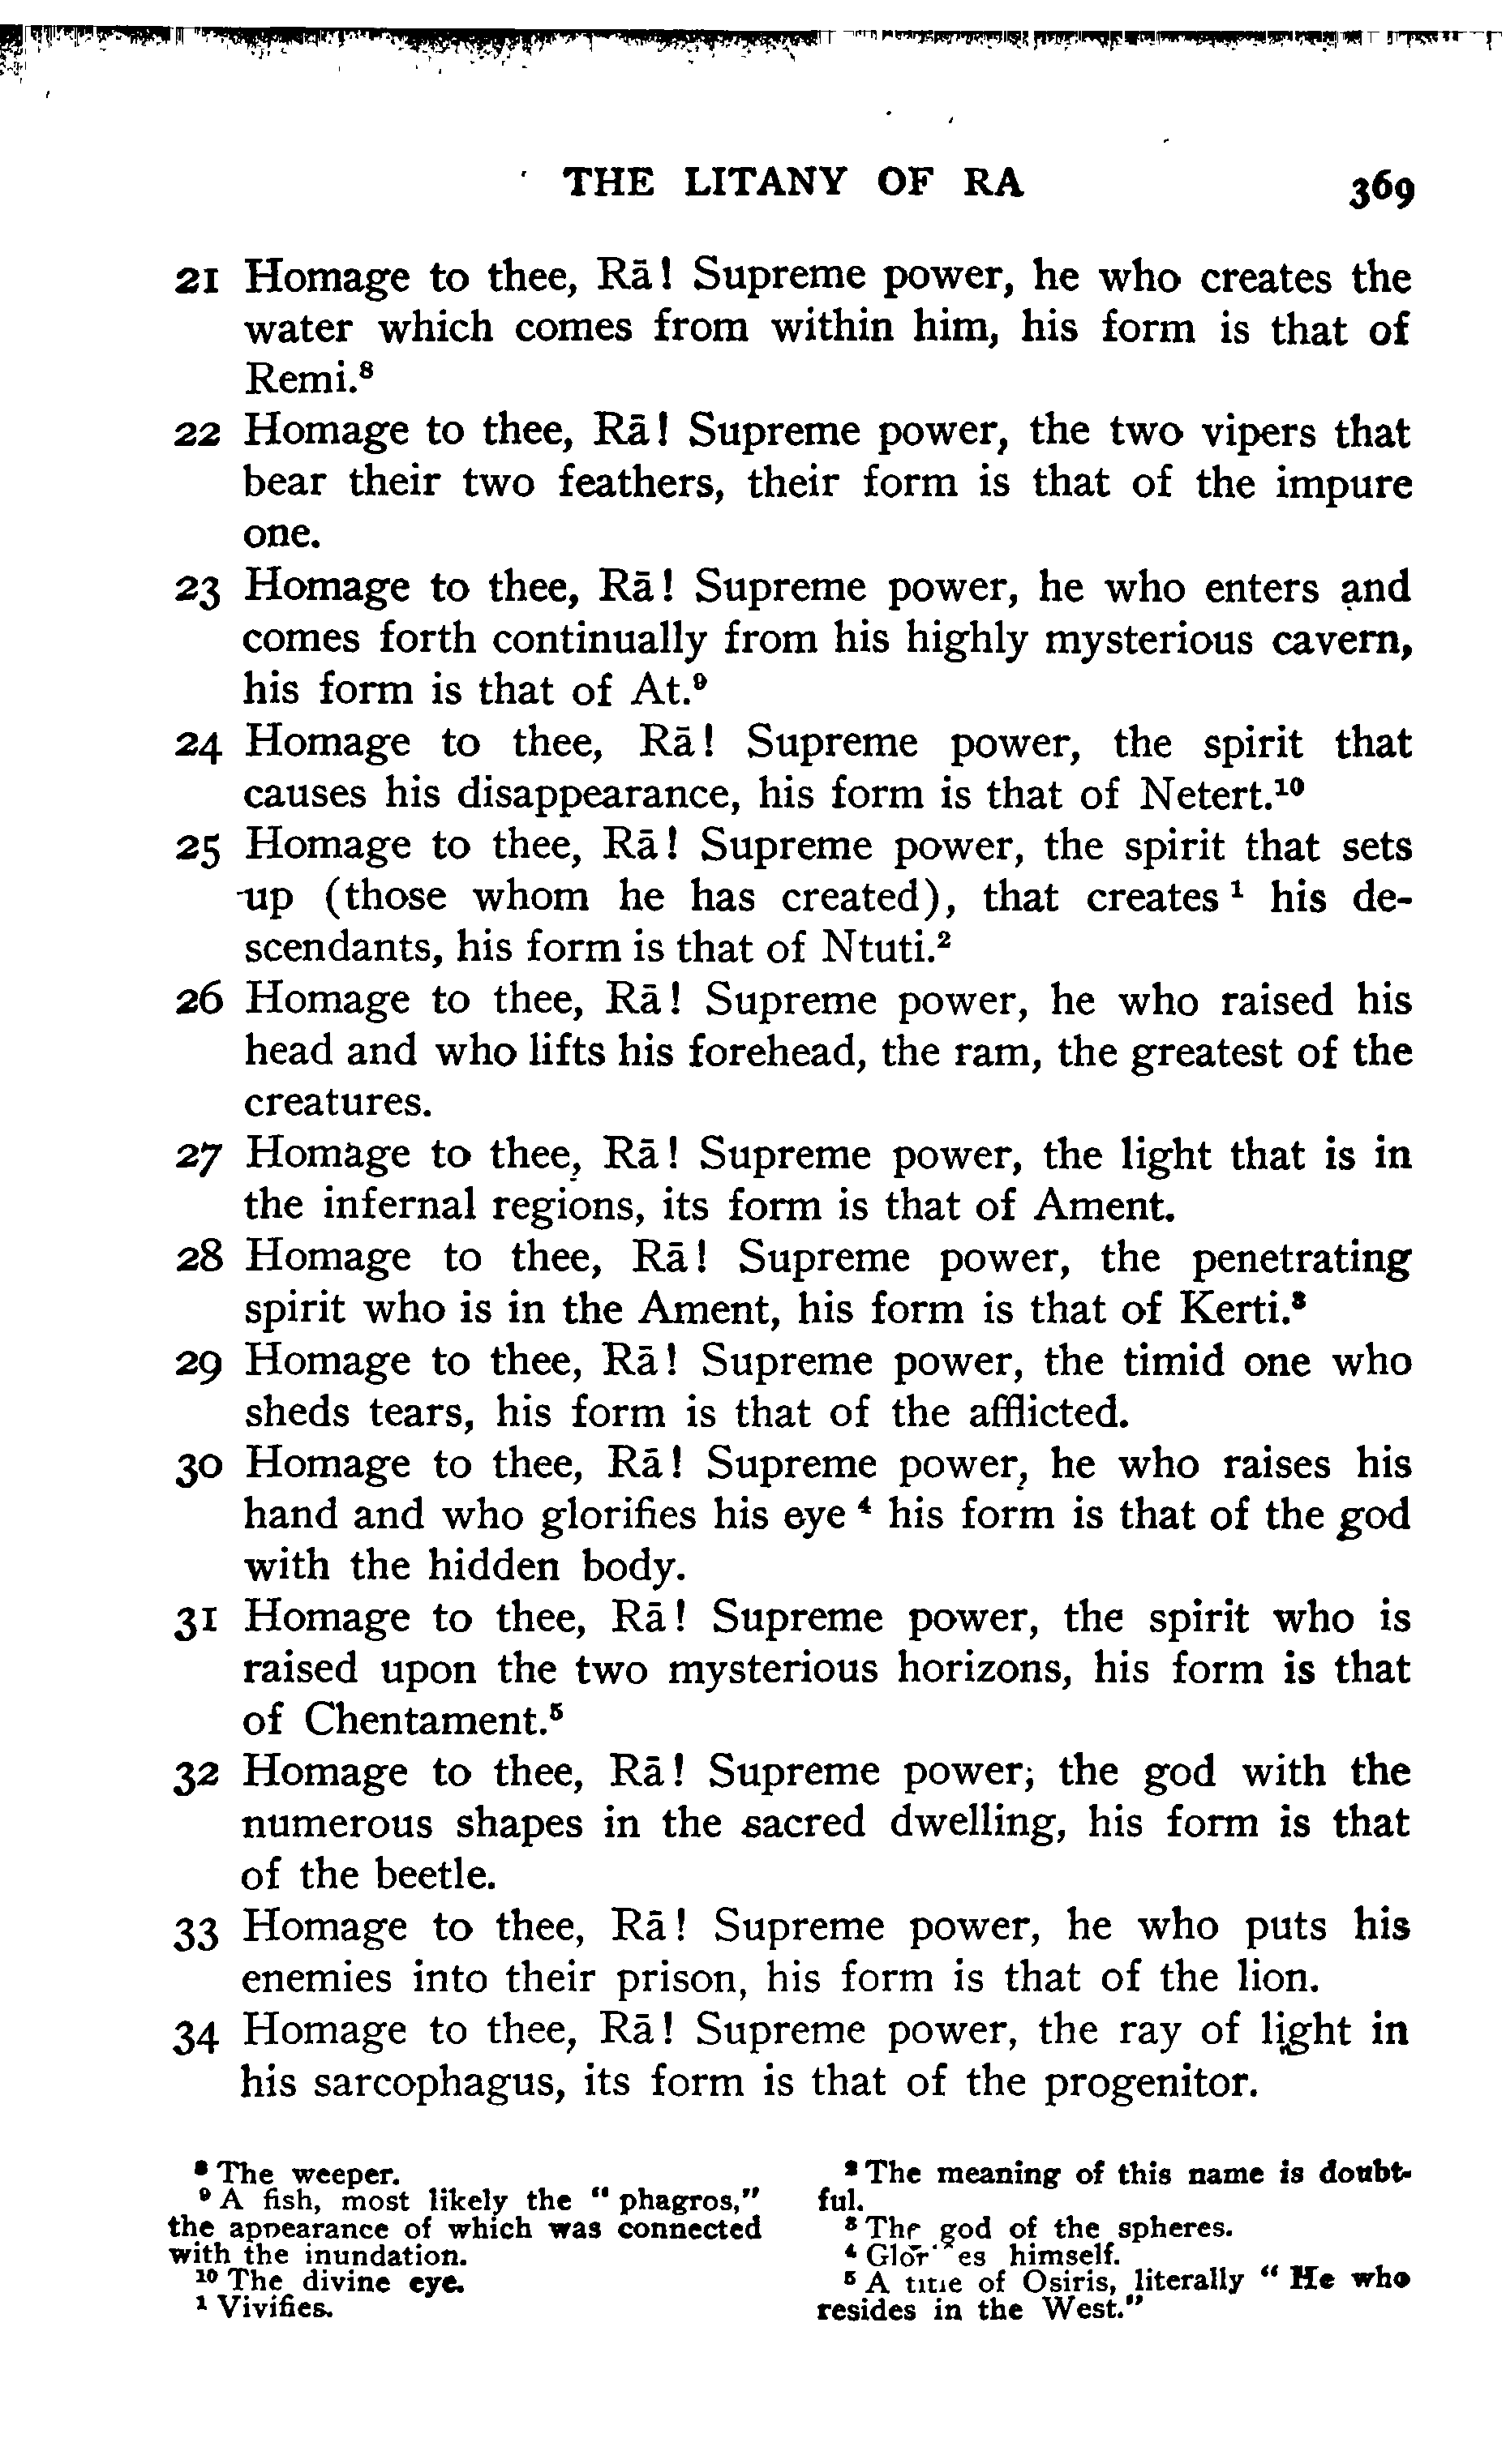 THE LITANY OF RA 369
21 Homage to thee, Rā! Supreme power, he who creates the
water which comes from within him, his form is that of
Remi.⁸
22 Homage to thee, Rā! Supreme power, the two vipers that
bear their two feathers, their form is that of the impure
one.
23 Homage to thee, Rā! Supreme power, he who enters and
comes forth continually from his highly mysterious cavern,
his form is that of At.⁹
24 Homage to thee, Rā! Supreme power, the spirit that
causes his disappearance, his form is that of Netert.¹⁰
25 Homage to thee, Rā! Supreme power, the spirit that sets
up (those whom he has created), that creates¹ his de-
scendants, his form is that of Ntuti.²
26 Homage to thee, Rā! Supreme power, he who raised his
head and who lifts his forehead, the ram, the greatest of the
creatures.
27 Homage to thee, Rā! Supreme power, the light that is in
the infernal regions, its form is that of Ament.
28 Homage to thee, Rā! Supreme power, the penetrating
spirit who is in the Ament, his form is that of Kerti.³
29 Homage to thee, Rā! Supreme power, the timid one who
sheds tears, his form is that of the afflicted.
30 Homage to thee, Rā! Supreme power, he who raises his
hand and who glorifies his eye⁴ his form is that of the god
with the hidden body.
31 Homage to thee, Rā! Supreme power, the spirit who is
raised upon the two mysterious horizons, his form is that
of Chentament.⁵
32 Homage to thee, Rā! Supreme power; the god with the
numerous shapes in the sacred dwelling, his form is that
of the beetle.
33 Homage to thee, Rā! Supreme power, he who puts his
enemies into their prison, his form is that of the lion.
34 Homage to thee, Rā! Supreme power, the ray of light in
his sarcophagus, its form is that of the progenitor.
⁸ The weeper.
⁹ A fish, most likely the "phagros,"
the appearance of which was connected
with the inundation.
¹⁰ The divine eye.
¹ Vivifies.
² The meaning of this name is doubt-
ful.
³ The god of the spheres.
⁴ himself.
⁵ A title of Osiris, literally "He who
resides in the West."